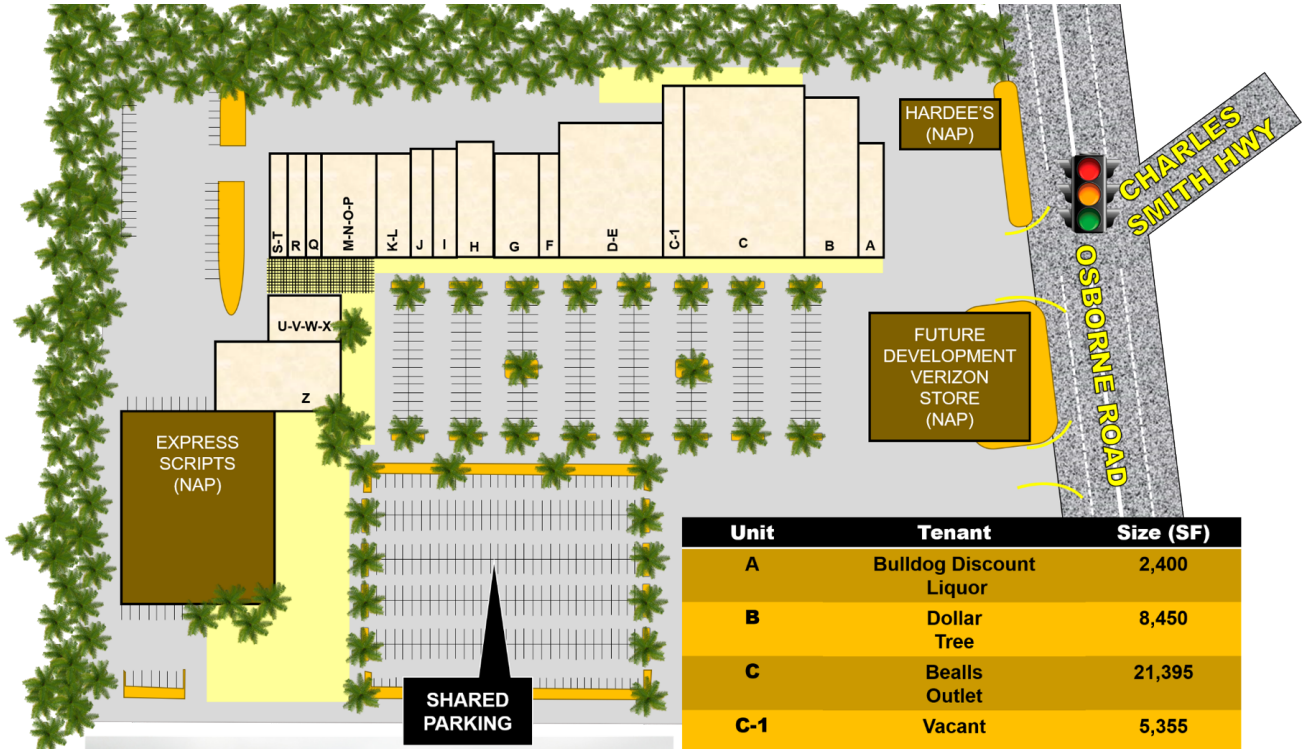 HARDEE'S
(NAP)
CHARLES
SMITH HWY
S-T
R
Q
M-N-O-P
K-L
J
I
H
G
F
D-E
C-1
C
B
A
OSBORNE ROAD
U-V-W-X
Z
FUTURE
DEVELOPMENT
VERIZON
STORE
(NAP)
EXPRESS
SCRIPTS
(NAP)
SHARED
PARKING
Unit Tenant Size (SF)
A Bulldog Discount 2,400
Liquor
B Dollar 8,450
Tree
C Bealls 21,395
Outlet
C-1 Vacant 5,355